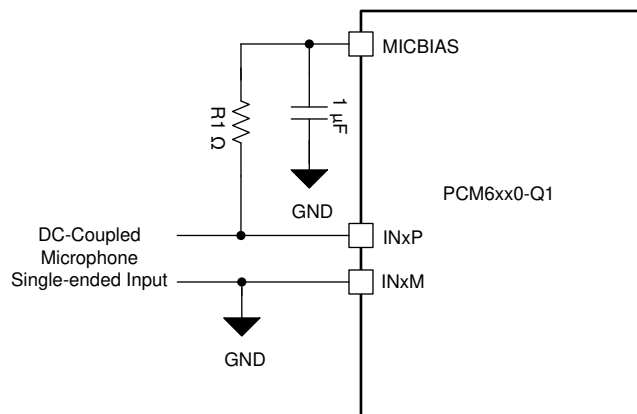 MICBIAS
R1 Ω
1 µF
GND
PCM6xx0-Q1
DC-Coupled
Microphone
Single-ended Input
INxP
INxM
GND